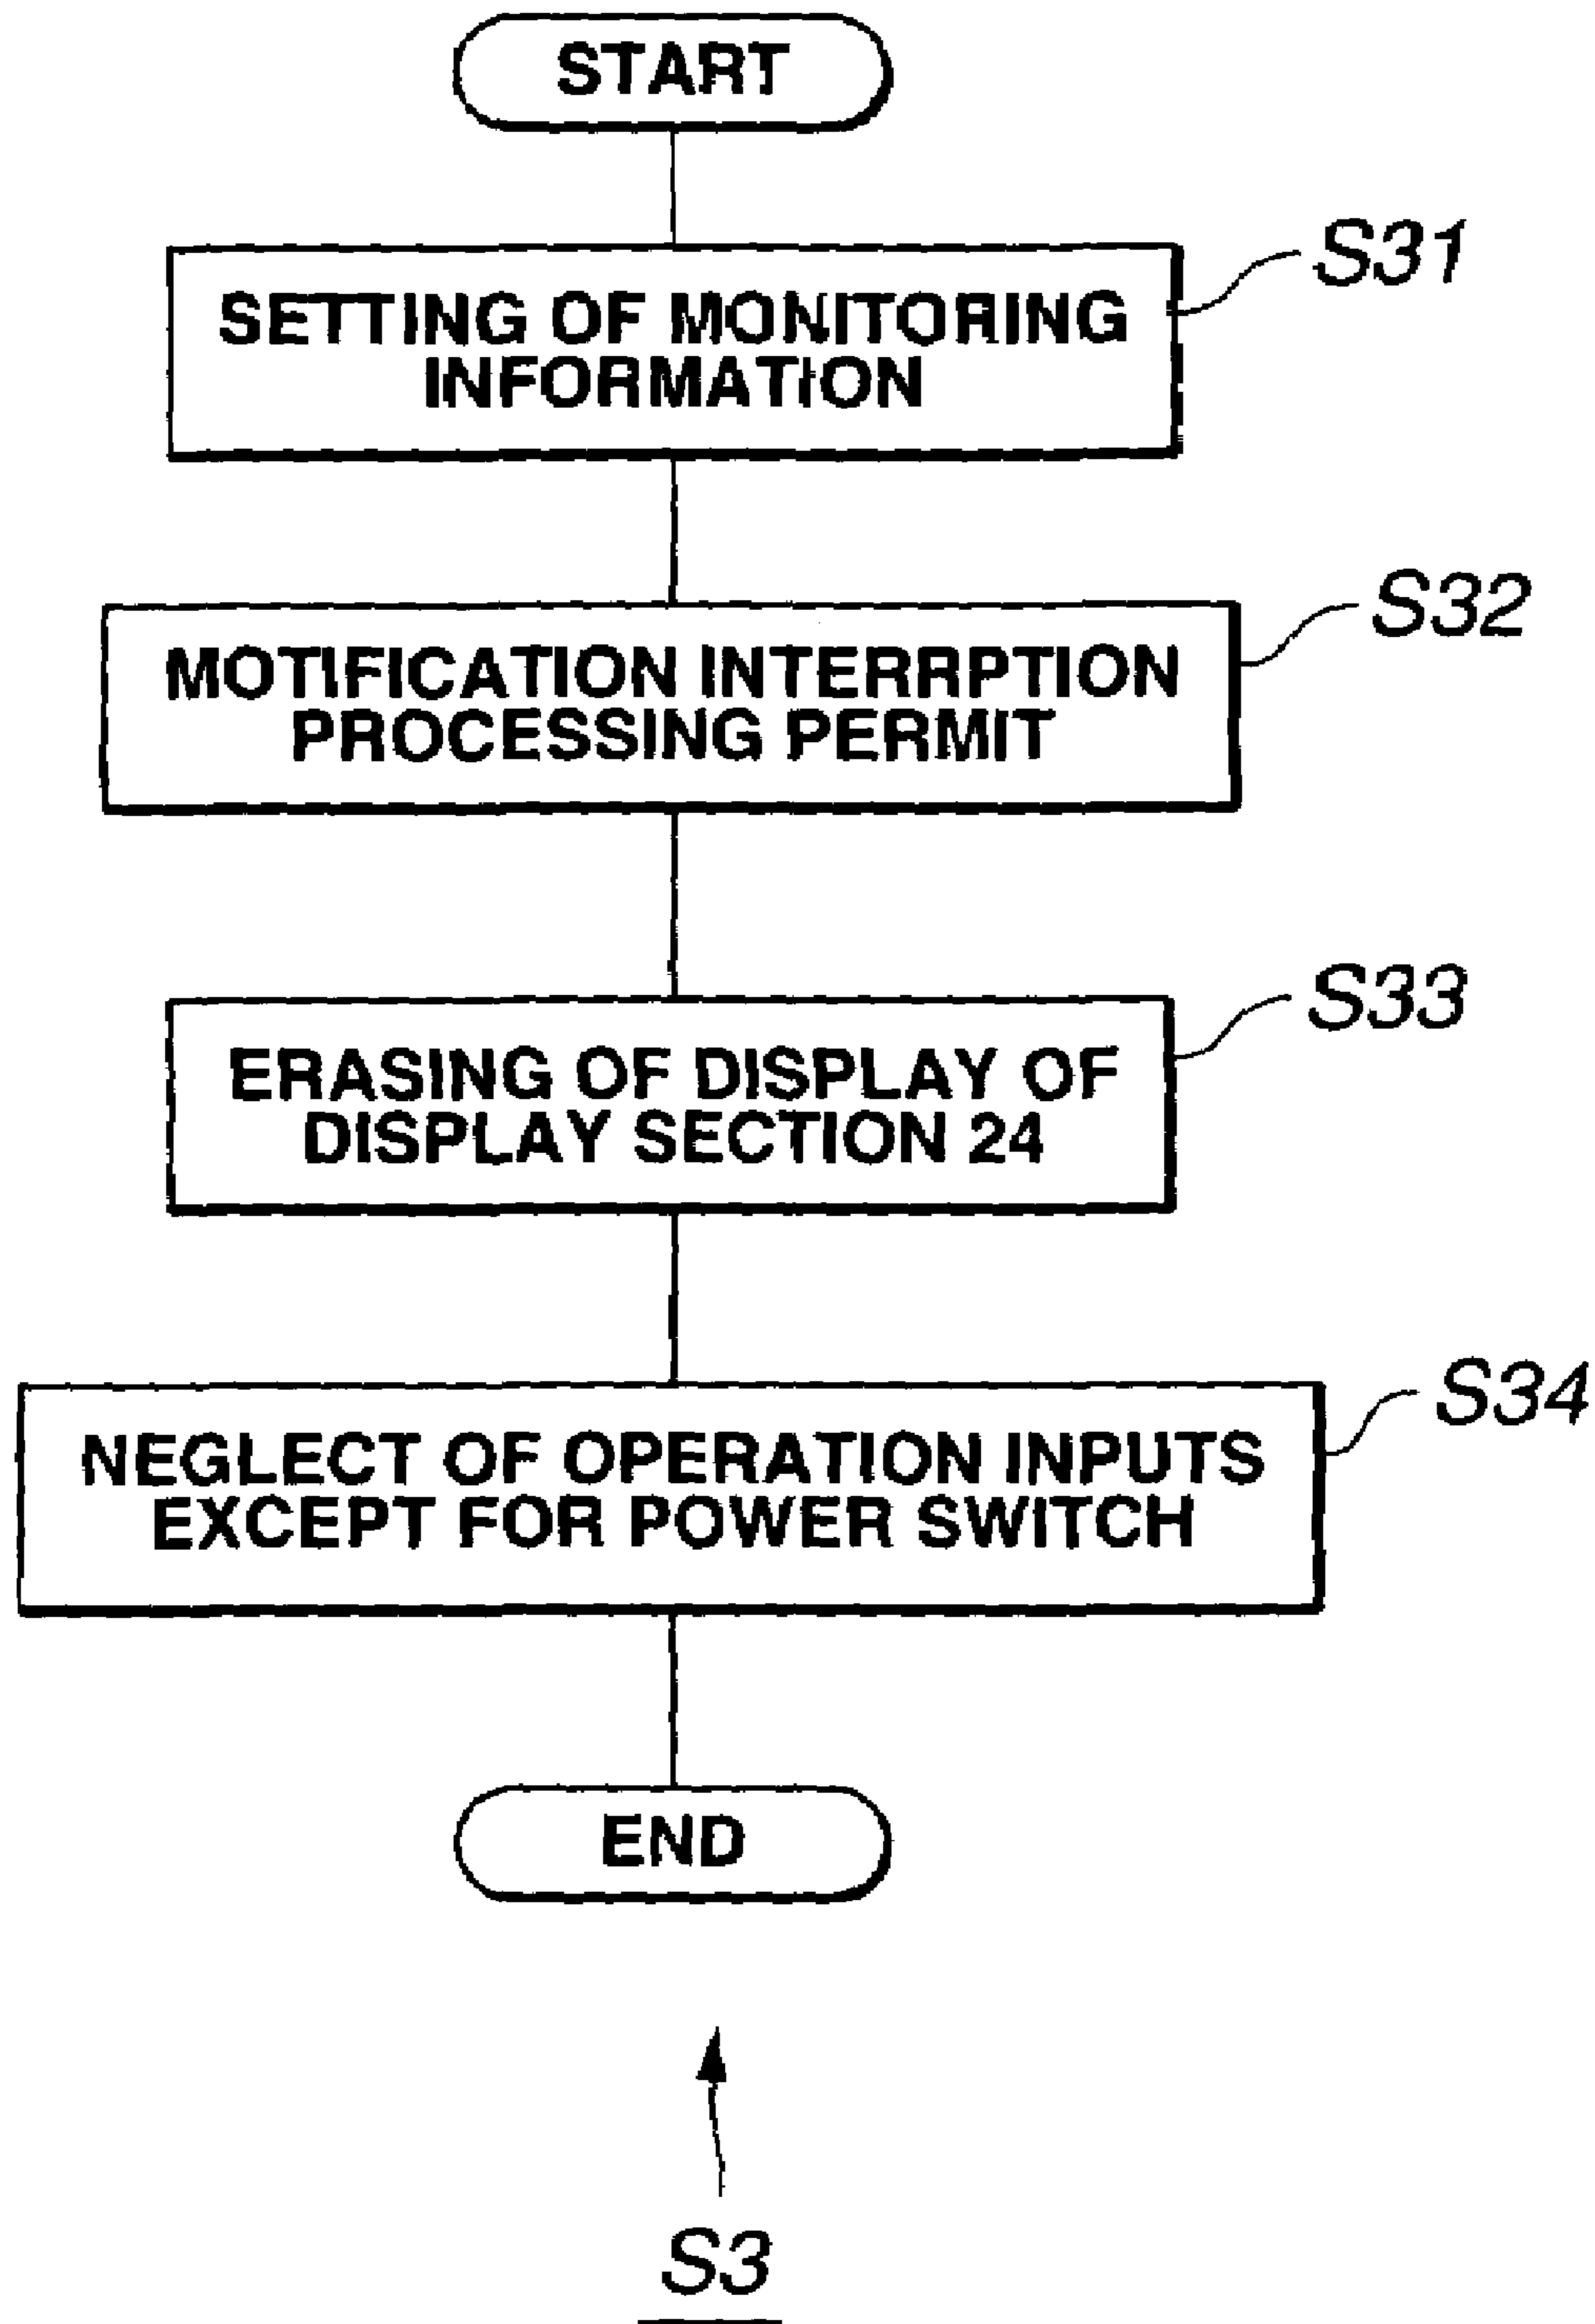 START
S31
SETTING OF MONITORING
INFORMATION
S32
MOTIFICATION INTERRPTION
PROCESSING PERMIT
S33
ERASING OF DISPLAY OF
DISPLAY SECTION 24
S34
NEGLECT OF OPERATION INPUTS
EXCEPT FOR POWER SWITCH
END
S3